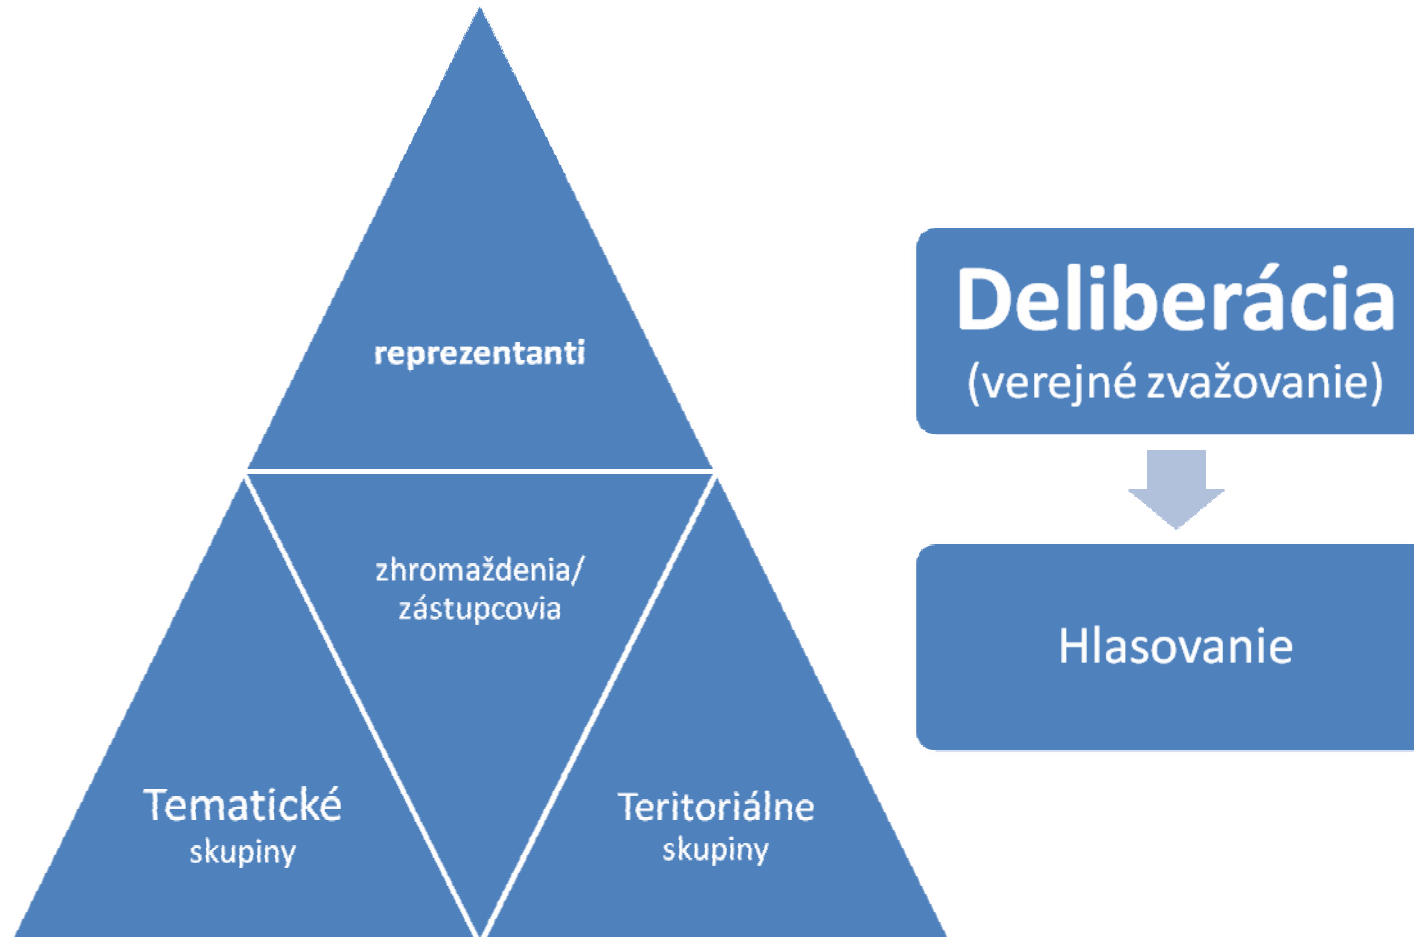 reprezentanti
zhromaždenia/
zástupcovia
Tematické
skupiny
Teritoriálne
skupiny
Deliberácia
(verejné zvažovanie)
Hlasovanie